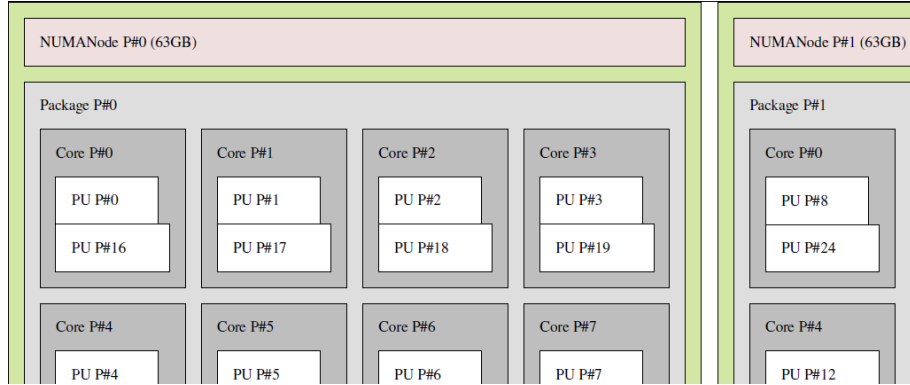 NUMANode P#0 (63GB)
NUMANode P#1 (63GB)
Package P#0
Package P#1
Core P#0
Core P#1
Core P#2
Core P#3
Core P#0
PU P#0
PU P#1
PU P#2
PU P#3
PU P#8
PU P#16
PU P#17
PU P#18
PU P#19
PU P#24
Core P#4
Core P#5
Core P#6
Core P#7
Core P#4
PU P#4
PU P#5
PU P#6
PU P#7
PU P#12